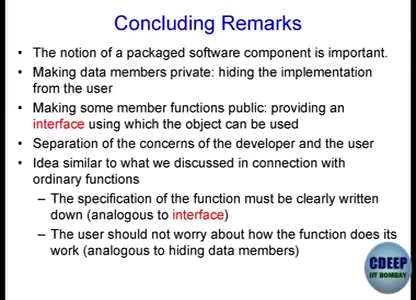 Concluding Remarks
• The notion of a packaged software component is important.
• Making data members private: hiding the implementation
from the user
• Making some member functions public: providing an
interface using which the object can be used
• Separation of the concerns of the developer and the user
• Idea similar to what we discussed in connection with
ordinary functions
– The specification of the function must be clearly written
down (analogous to interface)
– The user should not worry about how the function does its
work (analogous to hiding data members)
CDEEP
IIT BOMBAY